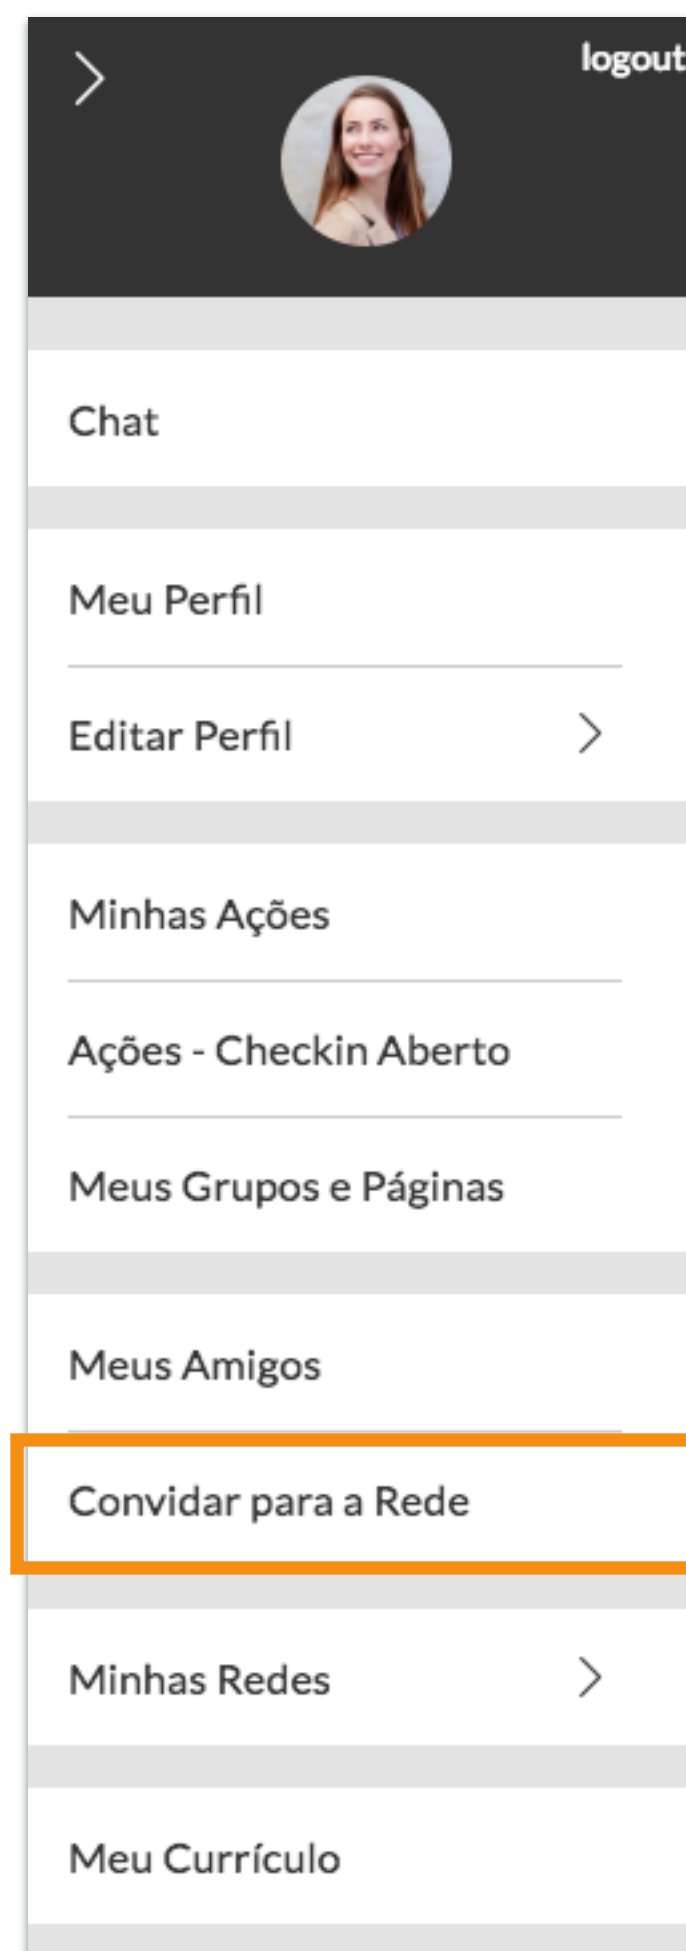 logout
Chat
Meu Perfil
Editar Perfil
Minhas Ações
Ações - Checkin Aberto
Meus Grupos e Páginas
Meus Amigos
Convidar para a Rede
Minhas Redes
Meu Currículo